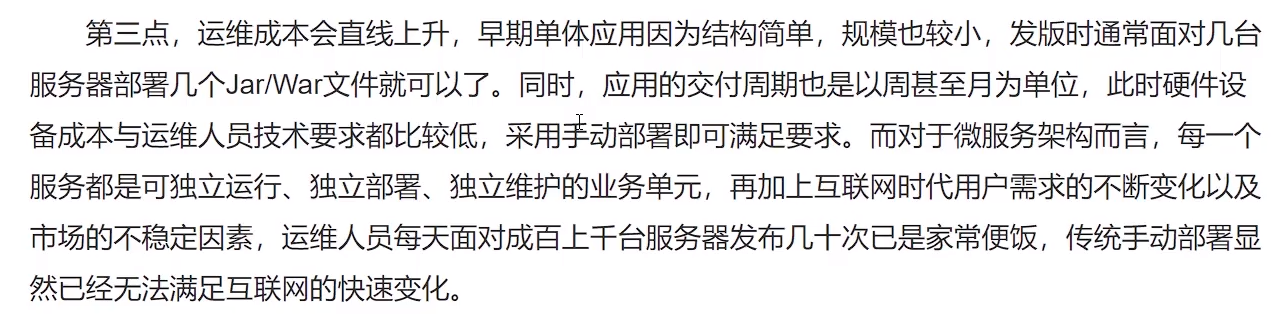 第三点，运维成本会直线上升，早期单体应用因为结构简单，规模也较小，发版时通常面对几台
服务器部署几个Jar/War文件就可以了。同时，应用的交付周期也是以周甚至月为单位，此时硬件设
备成本与运维人员技术要求都比较低，采用手动部署即可满足要求。而对于微服务架构而言，每一个
服务都是可独立运行、独立部署、独立维护的业务单元，再加上互联网时代用户需求的不断变化以及
市场的不稳定因素，运维人员每天面对成百上千台服务器发布几十次已是家常便饭，传统手动部署显
然已经无法满足互联网的快速变化。